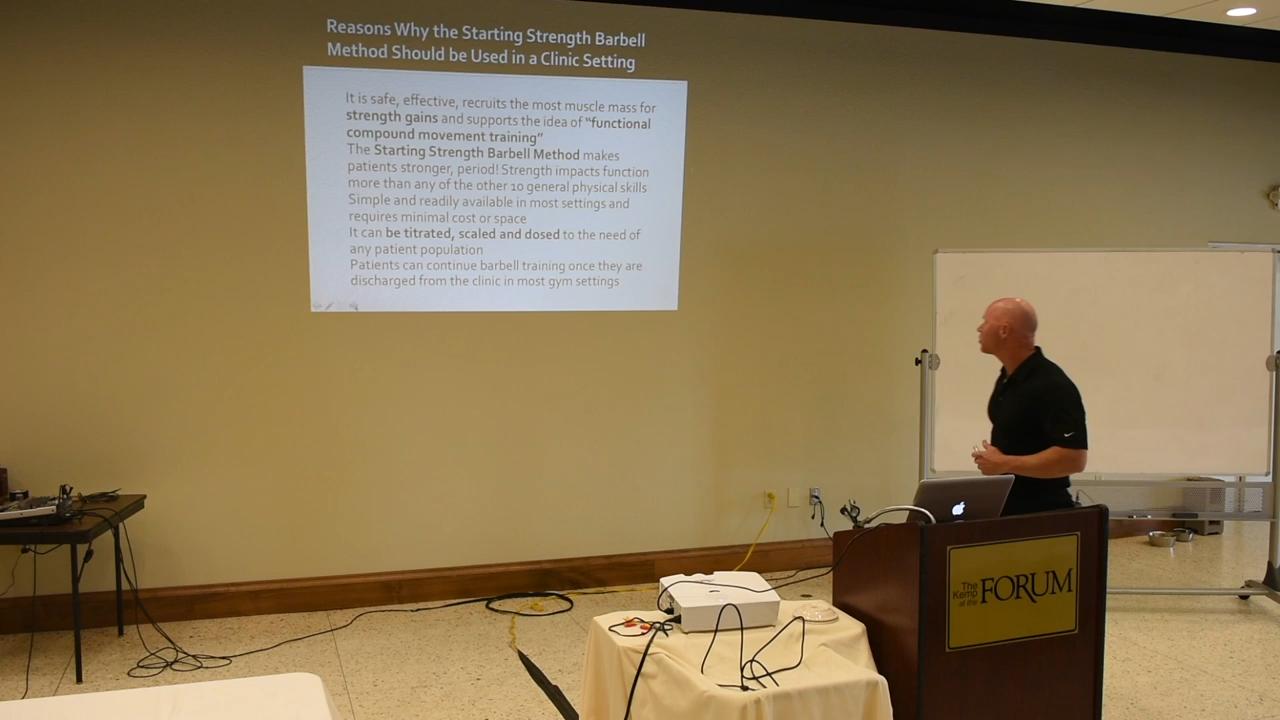 Reasons Why the Starting Strength Barbell
Method Should be Used in a Clinic Setting
It is safe, effective, recruits the most muscle mass for
strength gains and supports the idea of "functional
compound movement training"
The Starting Strength Barbell Method makes
patients stronger, period! Strength impacts function
more than any of the other 10 general physical skills
Simple and readily available in most settings and
requires minimal cost or space
It can be titrated, scaled and dosed to the need of
any patient population
Patients can continue barbell training once they are
discharged from the clinic in most gym settings
The
Kemp
at the
FORUM